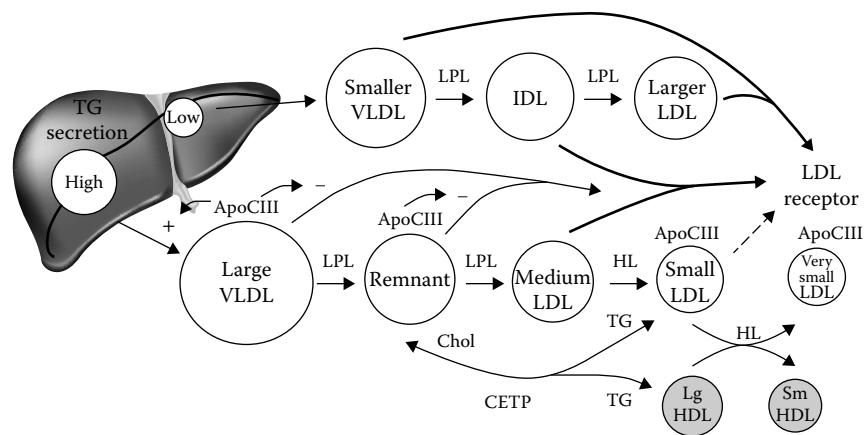 TG
secretion
Low
High
Smaller
VLDL
LPL
IDL
LPL
Larger
LDL
LDL
receptor
+
ApoCIII
–
ApoCIII
–
Large
VLDL
LPL
Remnant
LPL
Medium
LDL
HL
ApoCIII
Small
LDL
ApoCIII
Very
small
LDL
Chol
CETP
TG
TG
HL
Lg
HDL
Sm
HDL